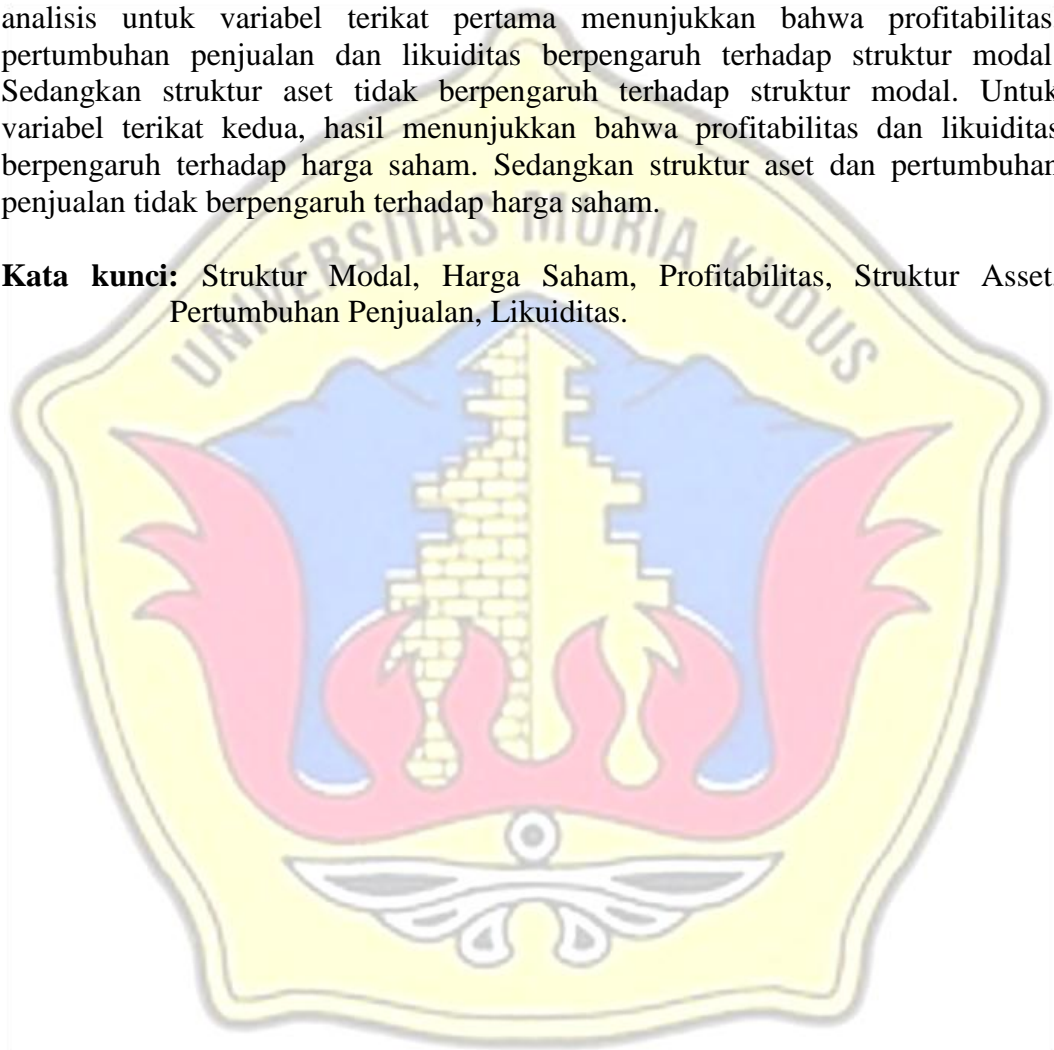 analisis untuk variabel terikat pertama menunjukkan bahwa profitabilitas
pertumbuhan penjualan dan likuiditas berpengaruh terhadap struktur modal
Sedangkan struktur aset tidak berpengaruh terhadap struktur modal. Untuk
variabel terikat kedua, hasil menunjukkan bahwa profitabilitas dan likuiditas
berpengaruh terhadap harga saham. Sedangkan struktur aset dan pertumbuhan
penjualan tidak berpengaruh terhadap harga saham.
Kata kunci: Struktur Modal, Harga Saham, Profitabilitas, Struktur Asset,
Pertumbuhan Penjualan, Likuiditas.
UNIVERSITAS MURIA KUDUS